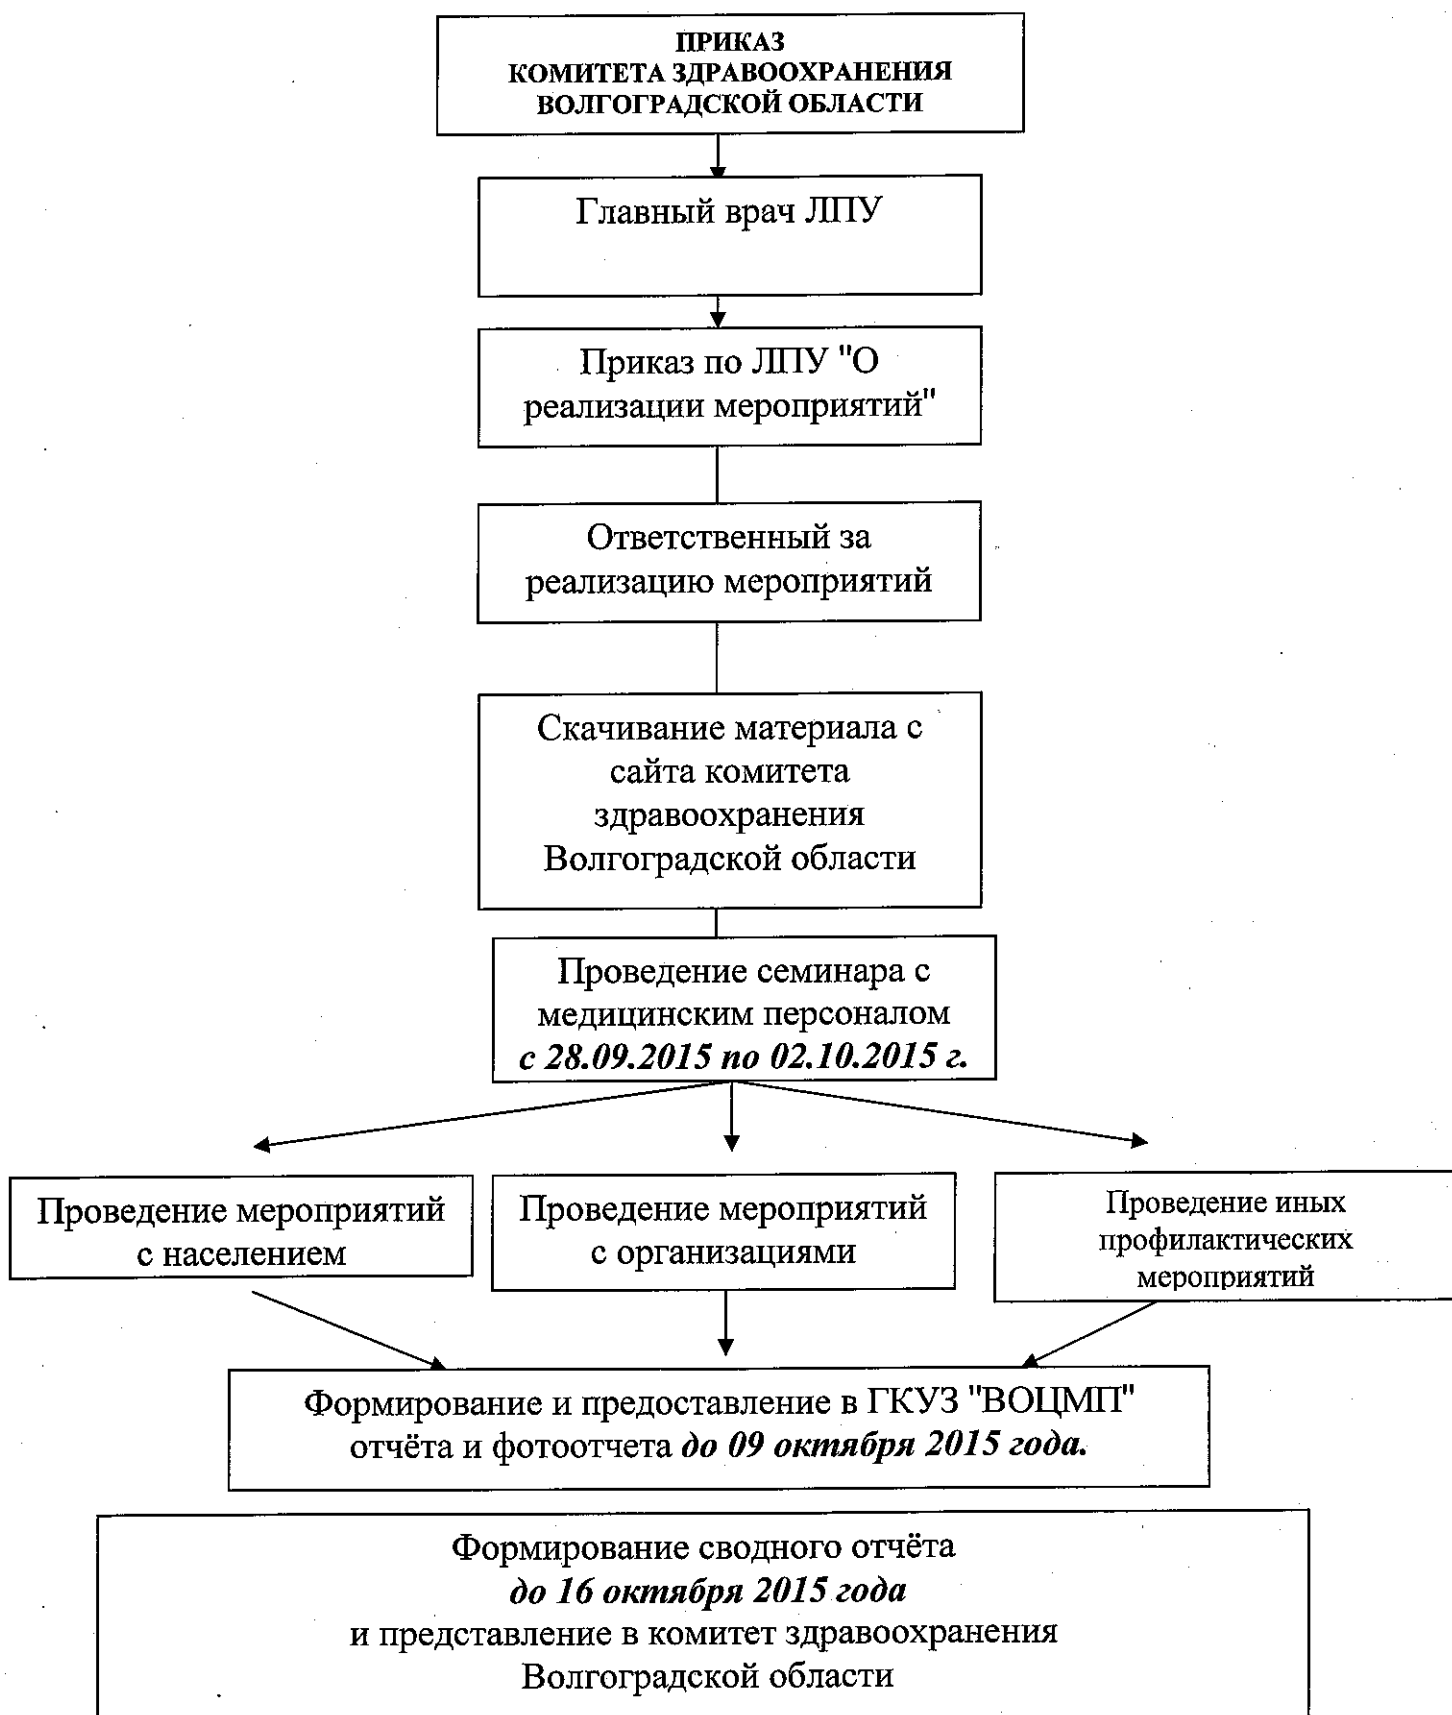 ПРИКАЗ
КОМИТЕТА ЗДРАВООХРАНЕНИЯ
ВОЛГОГРАДСКОЙ ОБЛАСТИ
Главный врач ЛПУ
Приказ по ЛПУ "О
реализации мероприятий"
Ответственный за
реализацию мероприятий
Скачивание материала с
сайта комитета
здравоохранения
Волгоградской области
Проведение семинара с
медицинским персоналом
с 28.09.2015 по 02.10.2015 г.
Проведение мероприятий
с населением
Проведение мероприятий
с организациями
Проведение иных
профилактических
мероприятий
Формирование и предоставление в ГКУЗ "ВОЦМП"
отчёта и фотоотчета до 09 октября 2015 года.
Формирование сводного отчёта
до 16 октября 2015 года
и представление в комитет здравоохранения
Волгоградской области